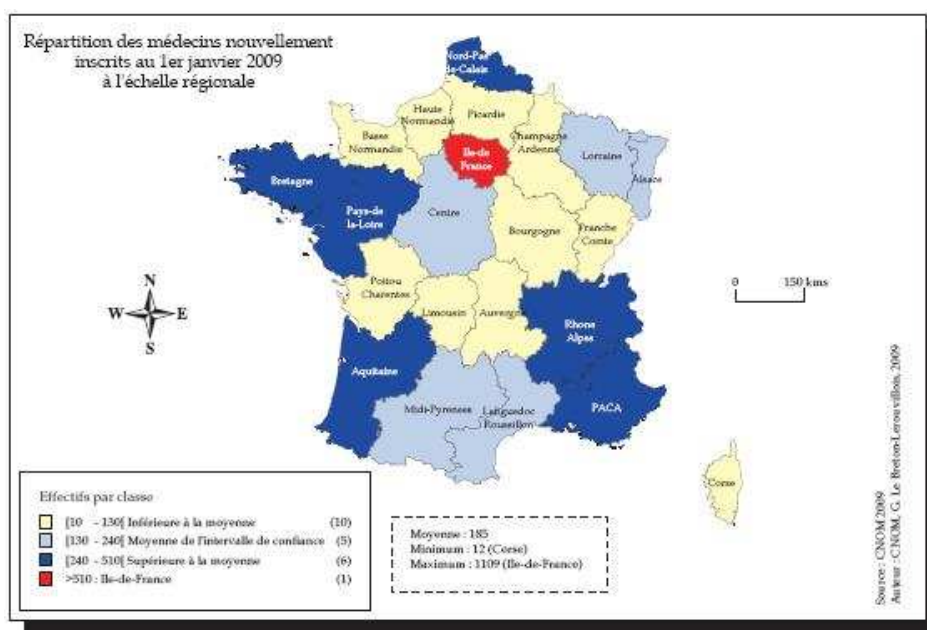 Répartition des médecins nouvellement
inscrits au 1er janvier 2009
à l'échelle régionale
Nord-Pas
de-Calais
Haute
Normandie
Picardie
Basse
Normandie
Champagne
Ardenne
Ile-de
France
Lorraine
Alsace
Bretagne
Pays-de
la-Loire
Centre
Bourgogne
Franche
Comte
Poitou
Charentes
Limousin
Auvergne
Rhone
Alpes
Aquitaine
Midi-Pyrenees
Languedoc
Roussillon
PACA
Corse
N
W E
S
0 150 kms
Effectifs par classe
[10 - 130[ Inférieure à la moyenne (10)
[130 - 240[ Moyenne de l'intervalle de confiance (5)
[240 - 510[ Supérieure à la moyenne (6)
>510 : Ile-de-France (1)
Moyenne : 185
Minimum : 12 (Corse)
Maximum : 1109 (Ile-de-France)
Source : CNOM 2009
Auteur : CNOM, G. Le Breton-Lerouvillois, 2009